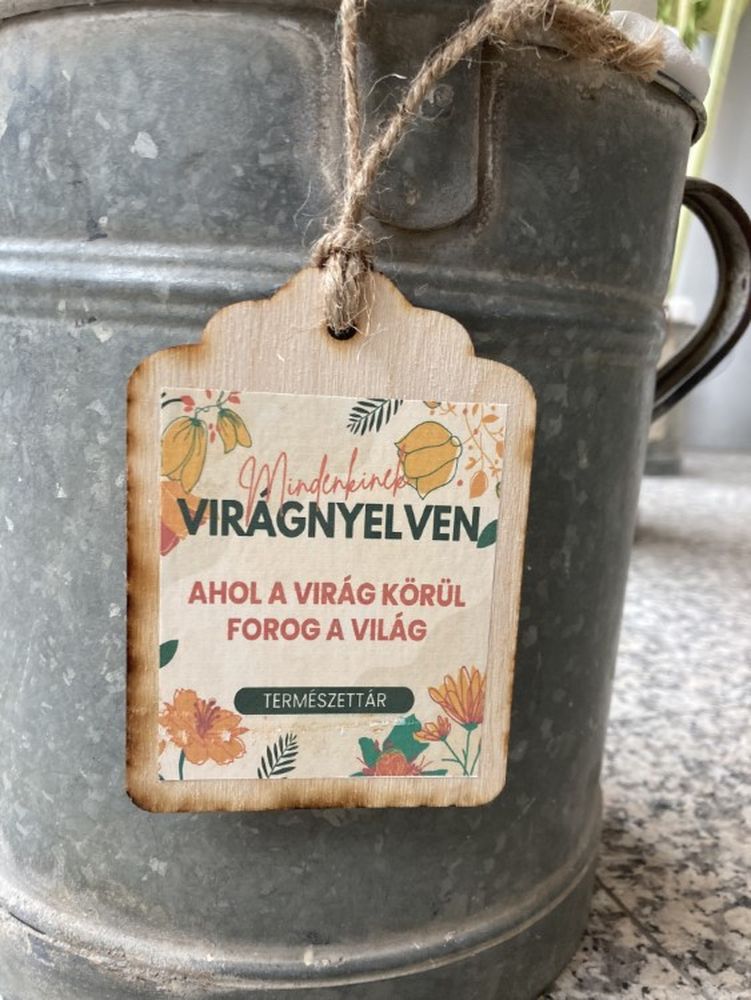 Mindenkinek
VIRÁGNYELVEN
AHOL A VIRÁG KÖRÜL
FOROG A VILÁG
TERMÉSZETTÁR